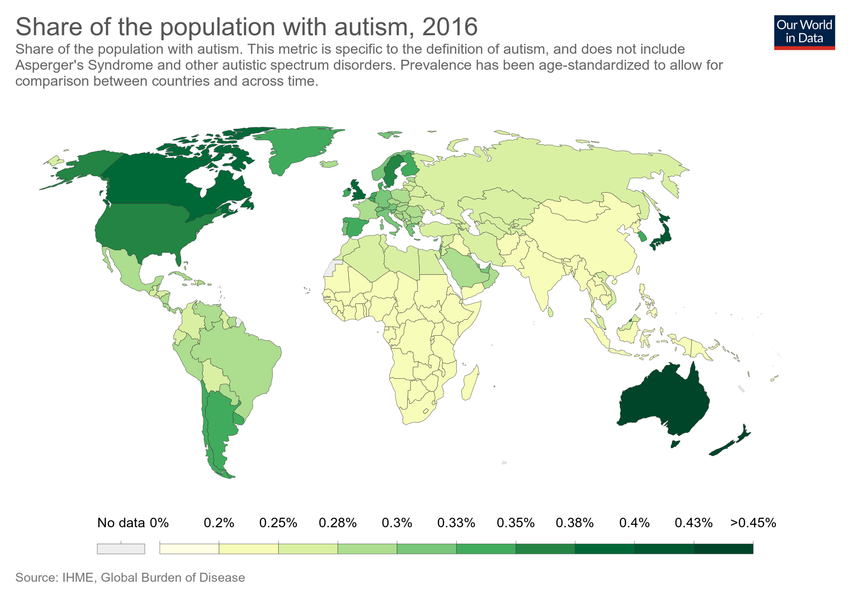 Share of the population with autism, 2016
Our World
in Data
Share of the population with autism. This metric is specific to the definition of autism, and does not include
Asperger's Syndrome and other autistic spectrum disorders. Prevalence has been age-standardized to allow for
comparison between countries and across time.
No data 0% 0.2% 0.25% 0.28% 0.3% 0.33% 0.35% 0.38% 0.4% 0.43% >0.45%
Source: IHME, Global Burden of Disease